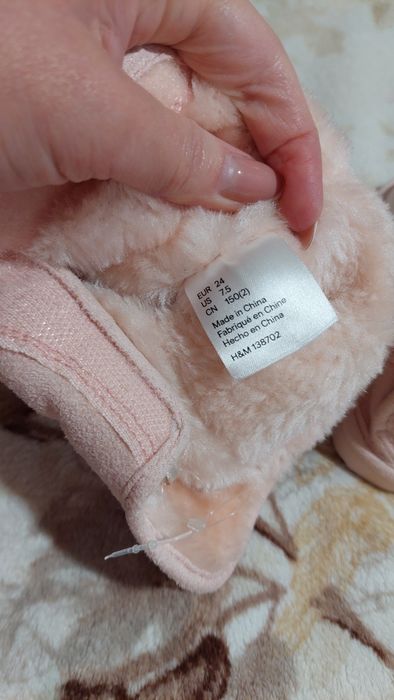 EUR 24
US 7.5
CN 150(2)
Made in China
Fabriqué en Chine
Hecho en China
H&M 138702